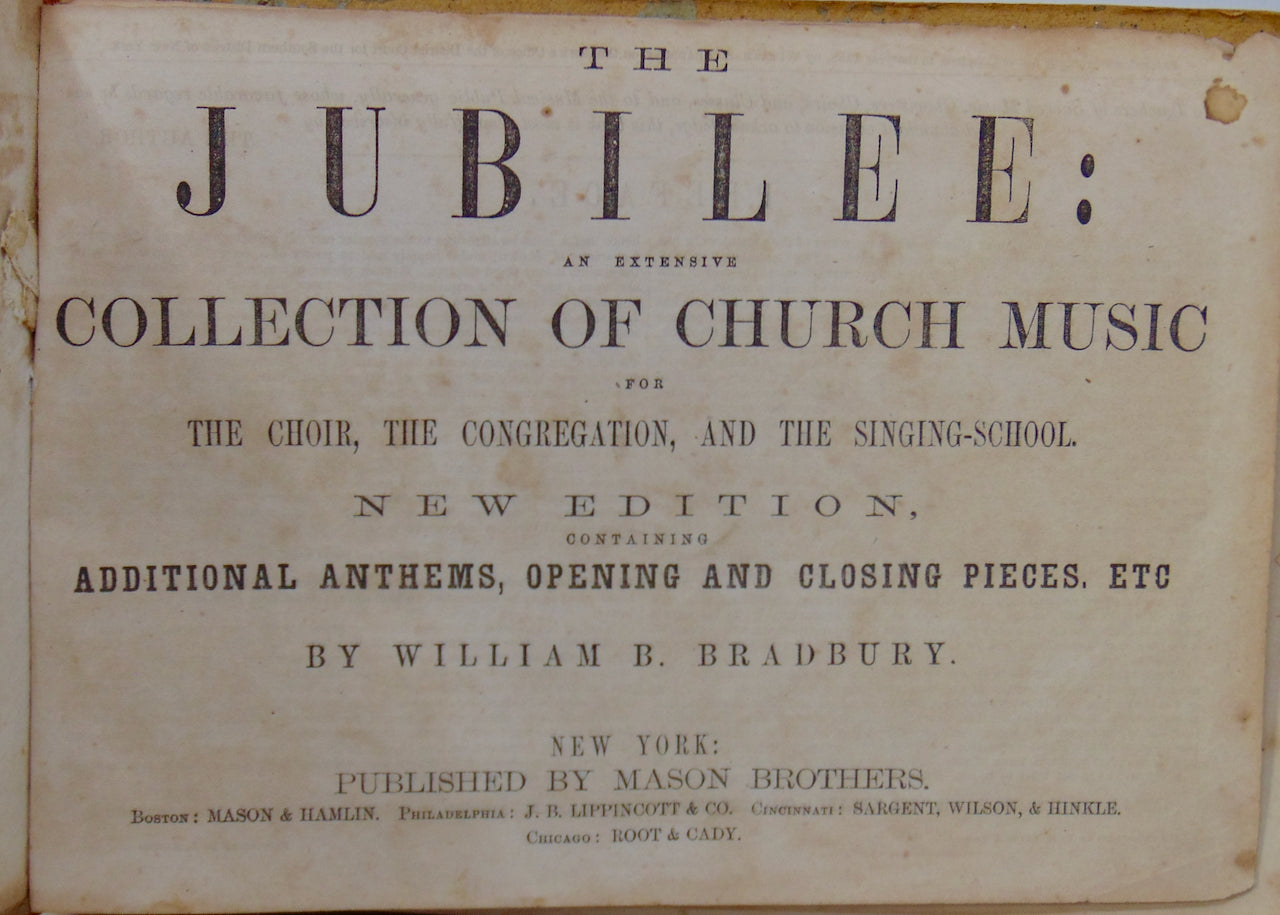 THE
JUBILEE:
AN EXTENSIVE
COLLECTION OF CHURCH MUSIC
FOR
THE CHOIR, THE CONGREGATION, AND THE SINGING-SCHOOL.
NEW EDITION,
CONTAINING
ADDITIONAL ANTHEMS, OPENING AND CLOSING PIECES. ETC
BY WILLIAM B. BRADBURY.
NEW YORK:
PUBLISHED BY MASON BROTHERS.
BOSTON: MASON & HAMLIN. PHILADELPHIA: J. B. LIPPINCOTT & CO. CINCINNATI: SARGENT, WILSON, & HINKLE.
CHICAGO: ROOT & CADY.